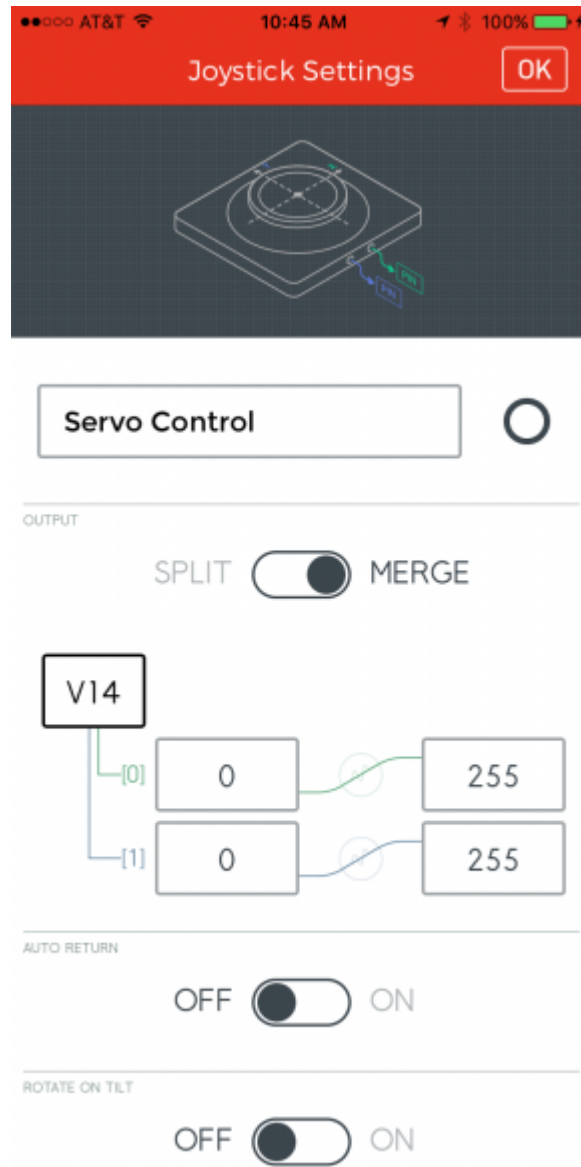 AT&T 10:45 AM 100%
Joystick Settings OK
PIN
PIN
Servo Control
OUTPUT
SPLIT MERGE
V14
[0] 0 255
[1] 0 255
AUTO RETURN
OFF ON
ROTATE ON TILT
OFF ON